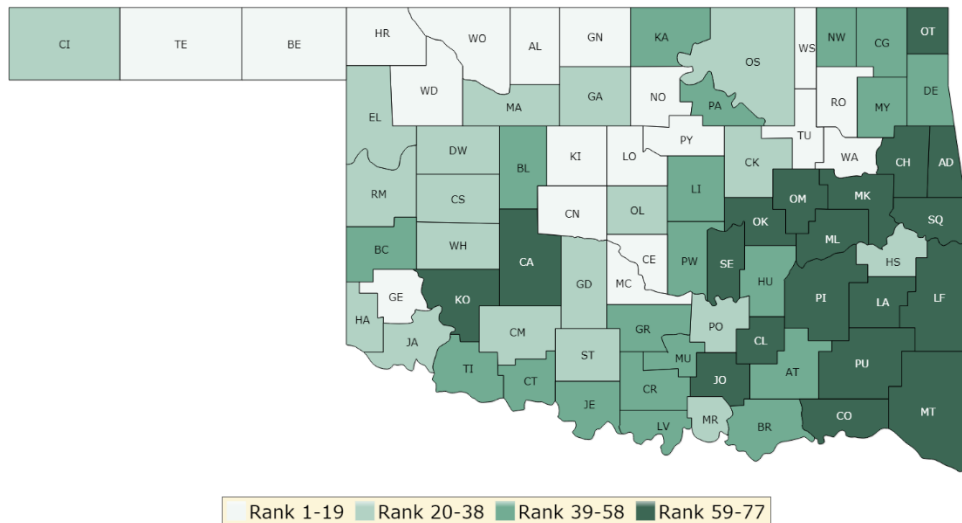 CI TE BE HR WO AL GN KA OS WS NW CG OT
WD MA GA NO PA RO MY DE
EL DW BL KI LO PY CK TU WA CH AD
RM CS CN OL LI OM MK
BC WH CA CE PW SE OK ML SQ
GE KO GD MC HU PI HS LA LF
HA JA CM ST GR PO CL PU
TI CT JE CR MU JO AT MT
LV MR BR CO
Rank 1-19 Rank 20-38 Rank 39-58 Rank 59-77